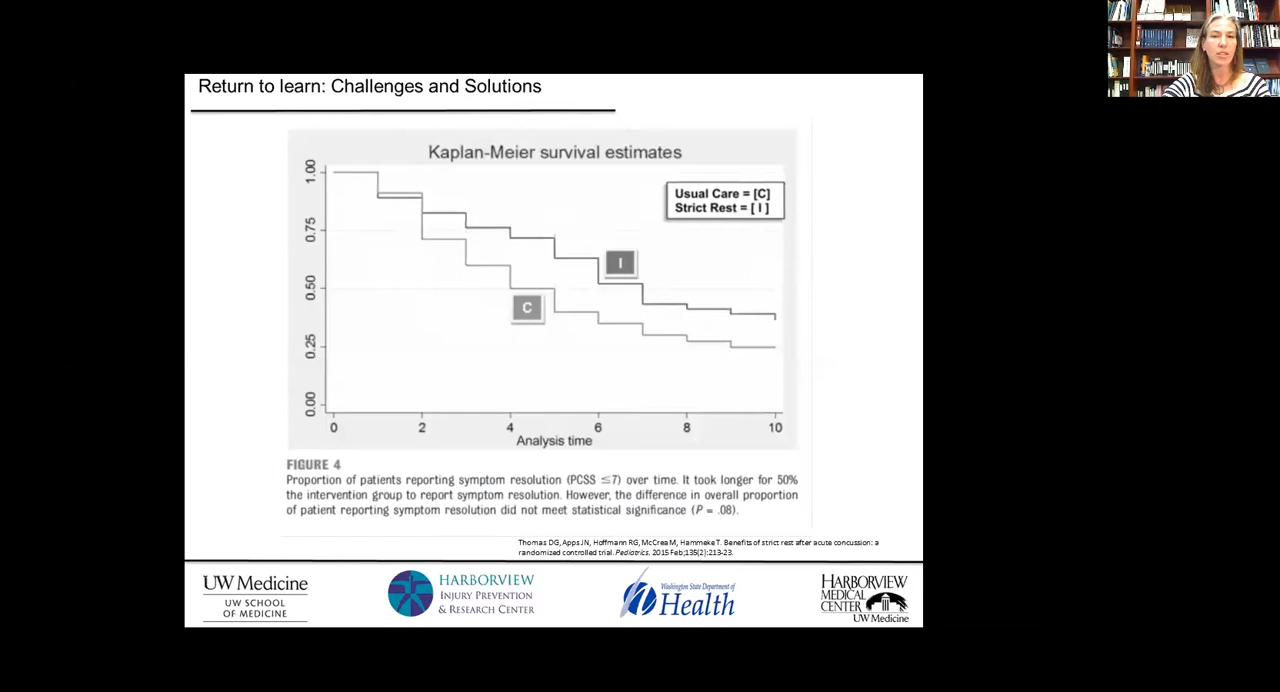 Return to learn: Challenges and Solutions
Kaplan-Meier survival estimates
Usual Care = [C]
Strict Rest = [ I ]
1.00
0.75
0.50
0.25
0.00
I
C
0 2 4 6 8 10
Analysis time
FIGURE 4
Proportion of patients reporting symptom resolution (PCSS ≤7) over time. It took longer for 50%
the intervention group to report symptom resolution. However, the difference in overall proportion
of patient reporting symptom resolution did not meet statistical significance (P = .08).
Thomas DG, Apps JN, Hoffmann RG, McCrea M, Hammeke T. Benefits of strict rest after acute concussion: a
randomized controlled trial. Pediatrics. 2015 Feb;135(2):213-23.
UW Medicine
UW SCHOOL
OF MEDICINE
HARBORVIEW
INJURY PREVENTION
& RESEARCH CENTER
Washington State Department of
Health
HARBORVIEW
MEDICAL
CENTER
UW Medicine